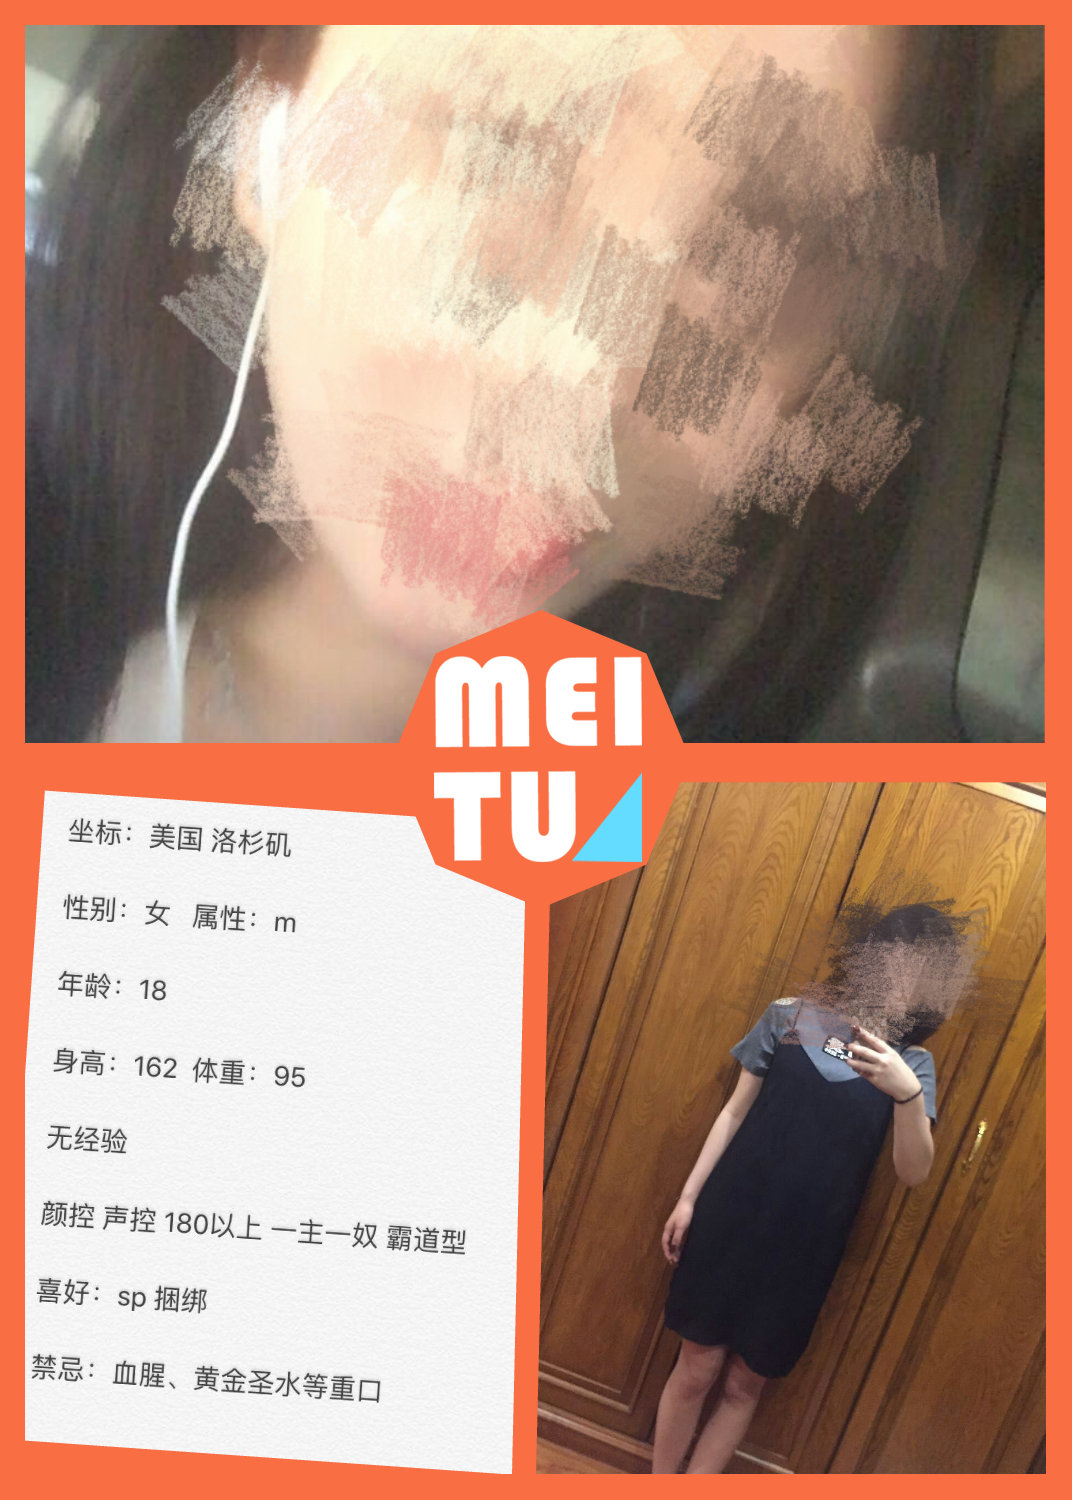 MEI
TU
坐标：美国 洛杉矶
性别：女 属性：m
年龄：18
身高：162 体重：95
无经验
颜控 声控 180以上 一主一奴 霸道型
喜好：sp 捆绑
禁忌：血腥、黄金圣水等重口